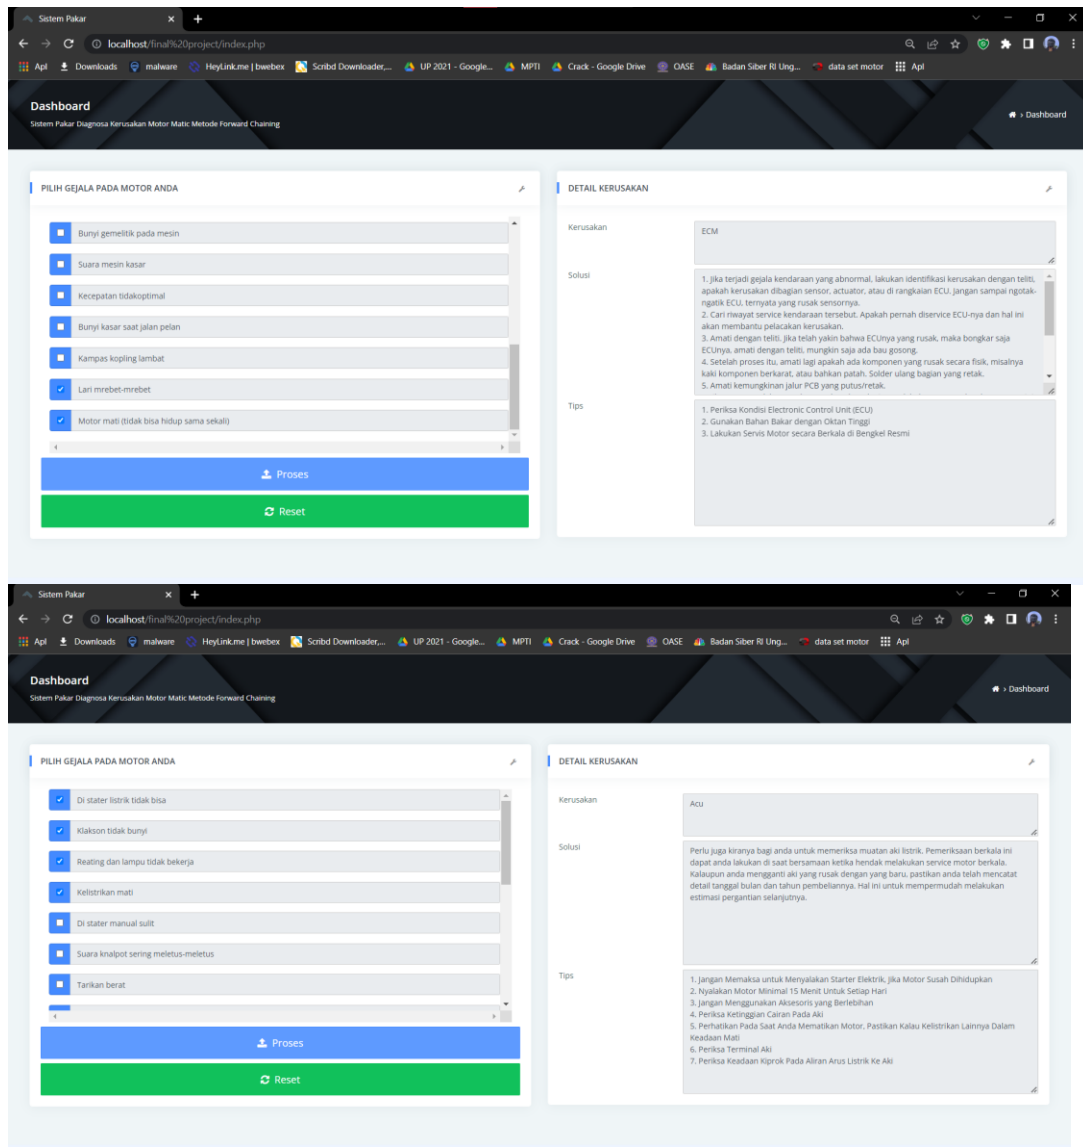 Sistem Pakar
localhost/final%20project/index.php
Apl Downloads malware HeyLink.me | bwebex Scribd Downloader,... UP 2021 - Google... MPTI Crack - Google Drive OASE Badan Siber RI Ung... data set motor Apl
Dashboard
Sistem Pakar Diagnosa Kerusakan Motor Matic Metode Forward Chaining
› Dashboard
PILIH GEJALA PADA MOTOR ANDA
Bunyi gemelitik pada mesin
Suara mesin kasar
Kecepatan tidakoptimal
Bunyi kasar saat jalan pelan
Kampas kopling lambat
Lari mrebet-mrebet
Motor mati (tidak bisa hidup sama sekali)
Proses
Reset
DETAIL KERUSAKAN
Kerusakan
ECM
Solusi
1. Jika terjadi gejala kendaraan yang abnormal, lakukan identifikasi kerusakan dengan teliti,
apakah kerusakan dibagian sensor, actuator, atau di rangkaian ECU. Jangan sampai ngotak-
ngatik ECU, ternyata yang rusak sensornya.
2. Cari riwayat service kendaraan tersebut. Apakah pernah diservice ECU-nya dan hal ini
akan membantu pelacakan kerusakan.
3. Amati dengan teliti. Jika telah yakin bahwa ECUnya yang rusak, maka bongkar saja
ECUnya, amati dengan teliti, mungkin saja ada bau gosong.
4. Setelah proses itu, amati lagi apakah ada komponen yang rusak secara fisik, misalnya
kaki komponen berkarat, atau bahkan patah. Solder ulang bagian yang retak.
5. Amati kemungkinan jalur PCB yang putus/retak.
Tips
1. Periksa Kondisi Electronic Control Unit (ECU)
2. Gunakan Bahan Bakar dengan Oktan Tinggi
3. Lakukan Servis Motor secara Berkala di Bengkel Resmi
Sistem Pakar
localhost/final%20project/index.php
Apl Downloads malware HeyLink.me | bwebex Scribd Downloader,... UP 2021 - Google... MPTI Crack - Google Drive OASE Badan Siber RI Ung... data set motor Apl
Dashboard
Sistem Pakar Diagnosa Kerusakan Motor Matic Metode Forward Chaining
› Dashboard
PILIH GEJALA PADA MOTOR ANDA
Di stater listrik tidak bisa
Klakson tidak bunyi
Reating dan lampu tidak bekerja
Kelistrikan mati
Di stater manual sulit
Suara knalpot sering meletus-meletus
Tarikan berat
Proses
Reset
DETAIL KERUSAKAN
Kerusakan
Acu
Solusi
Perlu juga kiranya bagi anda untuk memeriksa muatan aki listrik. Pemeriksaan berkala ini
dapat anda lakukan di saat bersamaan ketika hendak melakukan service motor berkala.
Kalaupun anda mengganti aki yang rusak dengan yang baru, pastikan anda telah mencatat
detail tanggal bulan dan tahun pembeliannya. Hal ini untuk mempermudah melakukan
estimasi pergantian selanjutnya.
Tips
1. Jangan Memaksa untuk Menyalakan Starter Elektrik, Jika Motor Susah Dihidupkan
2. Nyalakan Motor Minimal 15 Menit Untuk Setiap Hari
3. Jangan Menggunakan Aksesoris yang Berlebihan
4. Periksa Ketinggian Cairan Pada Aki
5. Perhatikan Pada Saat Anda Mematikan Motor, Pastikan Kalau Kelistrikan Lainnya Dalam
Keadaan Mati
6. Periksa Terminal Aki
7. Periksa Keadaan Kiprok Pada Aliran Arus Listrik Ke Aki